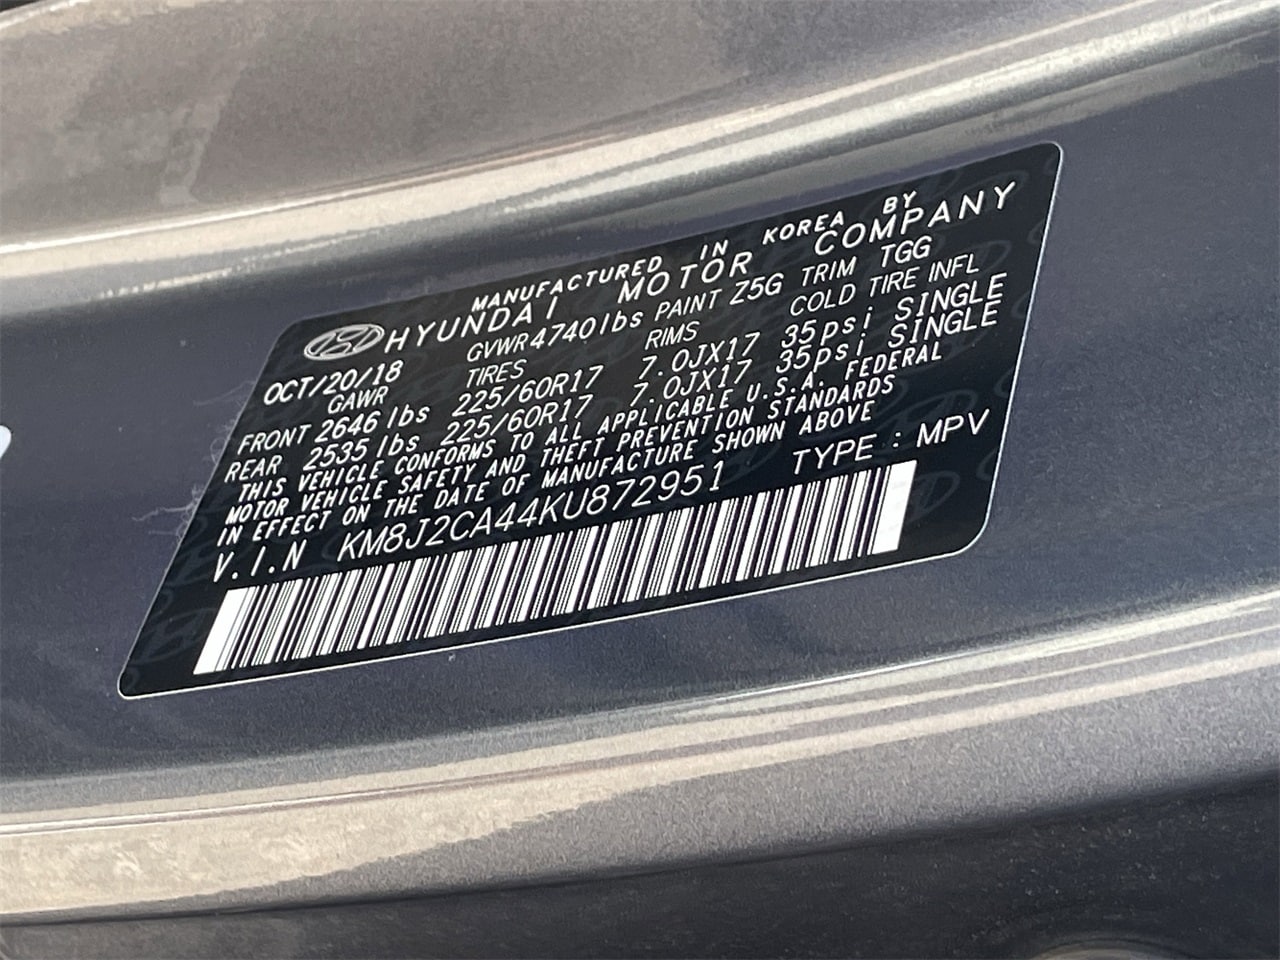 MANUFACTURED IN KOREA BY
HYUNDAI MOTOR COMPANY
OCT/20/18 GVWR 4740lbs PAINT Z5G TRIM TGG
GAWR TIRES RIMS COLD TIRE INFL
FRONT 2646 lbs 225/60R17 7.0JX17 35psi SINGLE
REAR 2535 lbs 225/60R17 7.0JX17 35psi SINGLE
THIS VEHICLE CONFORMS TO ALL APPLICABLE U.S.A. FEDERAL
MOTOR VEHICLE SAFETY AND THEFT PREVENTION STANDARDS
IN EFFECT ON THE DATE OF MANUFACTURE SHOWN ABOVE
V.I.N KM8J2CA44KU872951 TYPE : MPV